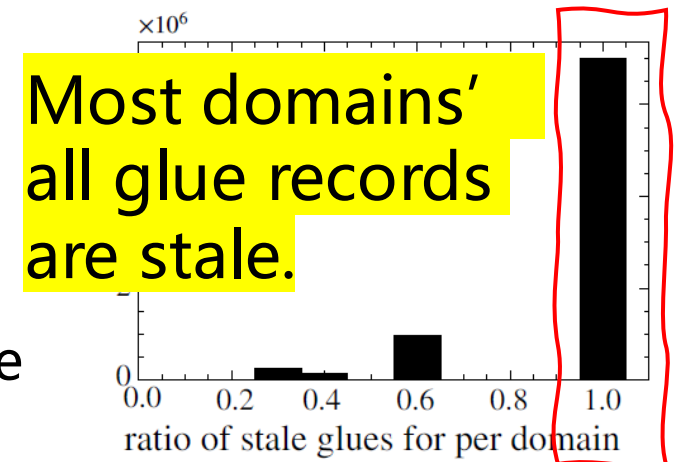 ×10⁶
Most domains’
all glue records
are stale.
e
0
0.0 0.2 0.4 0.6 0.8 1.0
ratio of stale glues for per domain